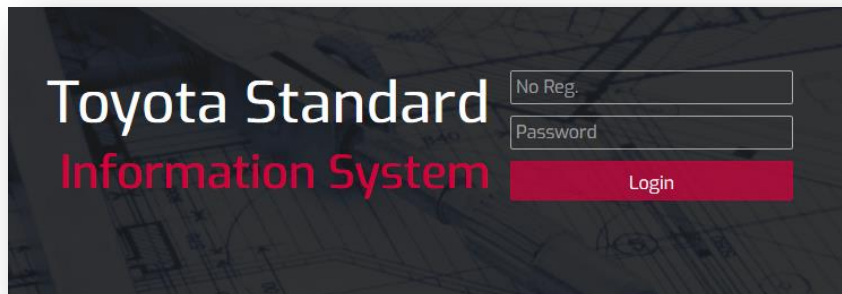 Toyota Standard
Information System
No Reg.
Password
Login